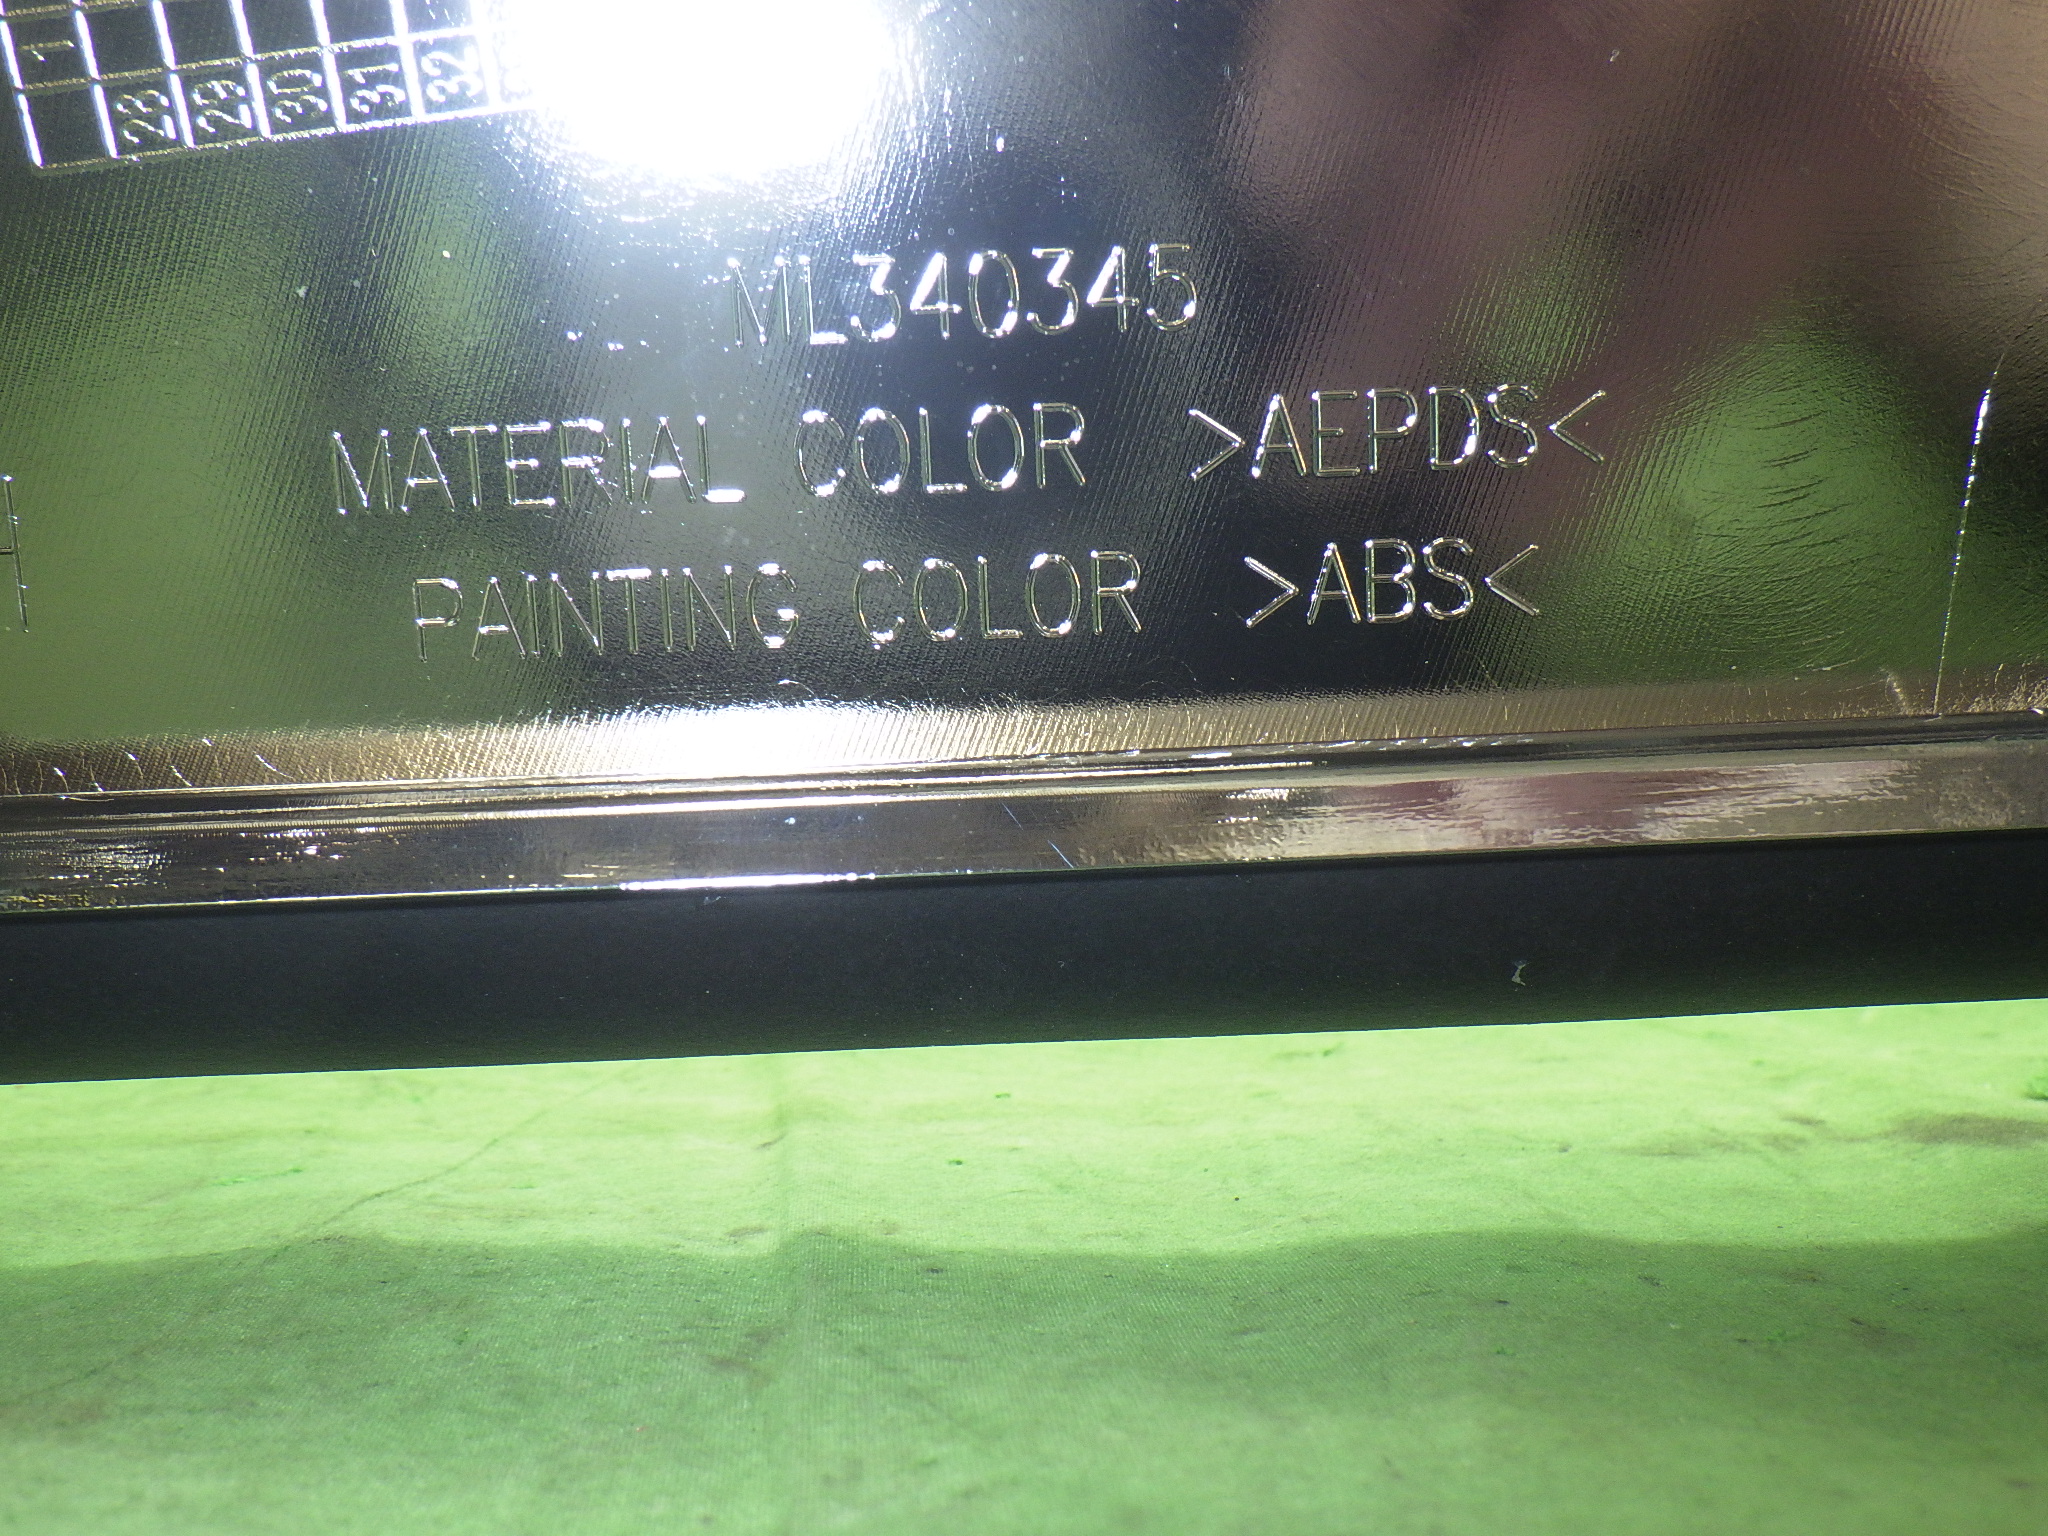 28
29
30
31
32
ML340345
MATERIAL COLOR >AEPDS<
PAINTING COLOR >ABS<